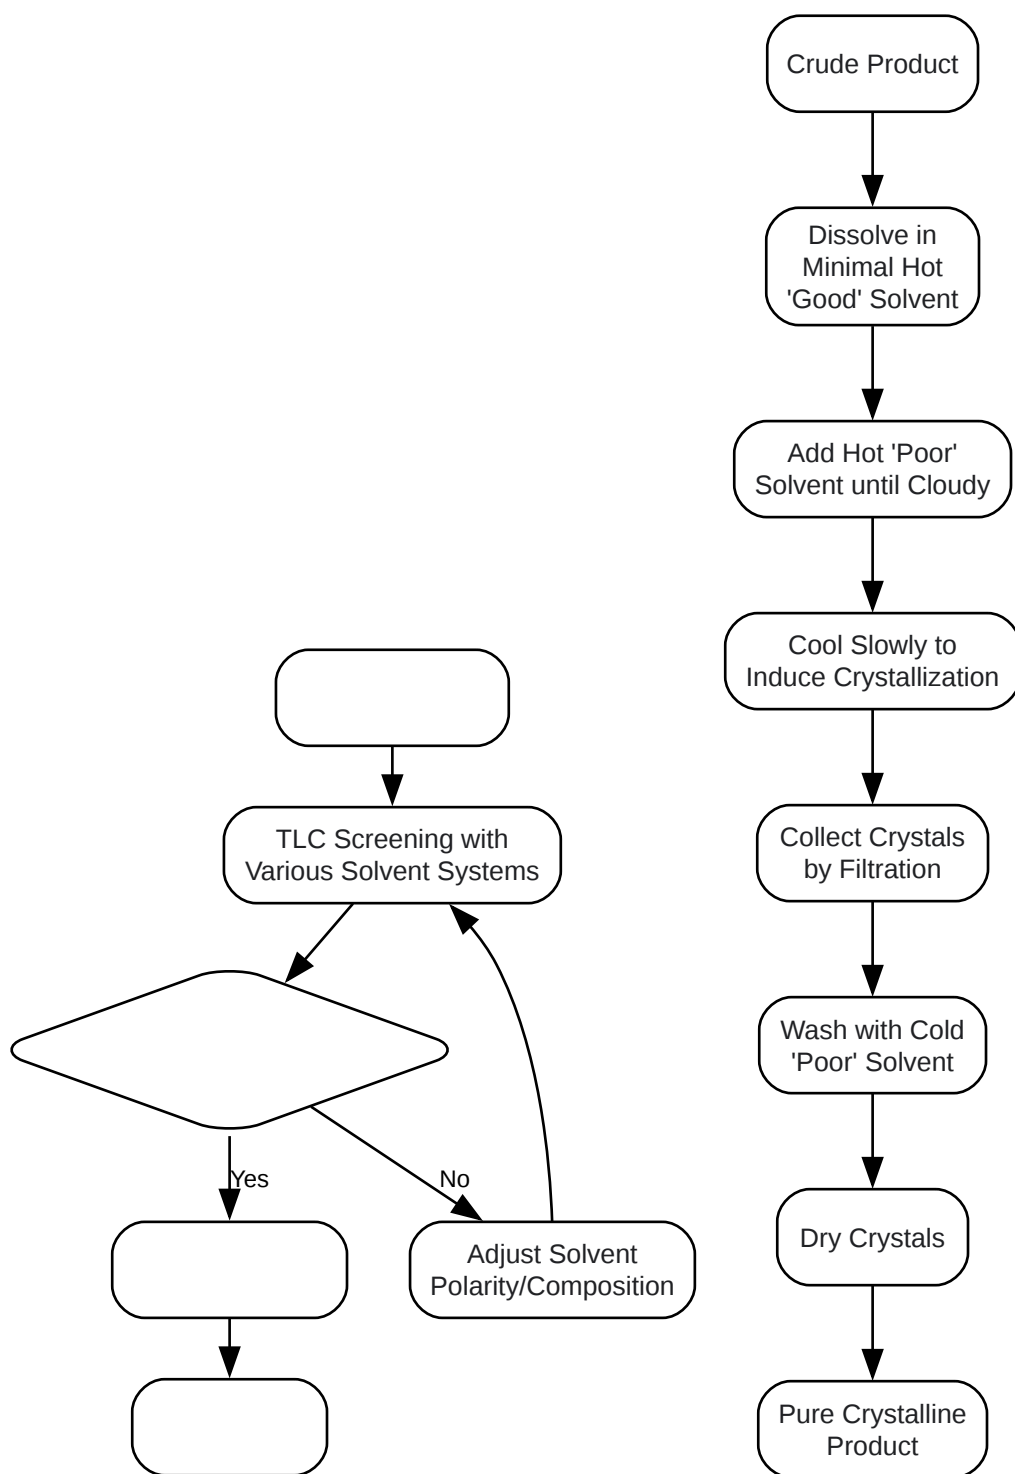 Crude Product
Dissolve in
Minimal Hot
'Good' Solvent
Add Hot 'Poor'
Solvent until Cloudy
Cool Slowly to
Induce Crystallization
Collect Crystals
by Filtration
Wash with Cold
'Poor' Solvent
Dry Crystals
Pure Crystalline
Product
TLC Screening with
Various Solvent Systems
Yes
No
Adjust Solvent
Polarity/Composition